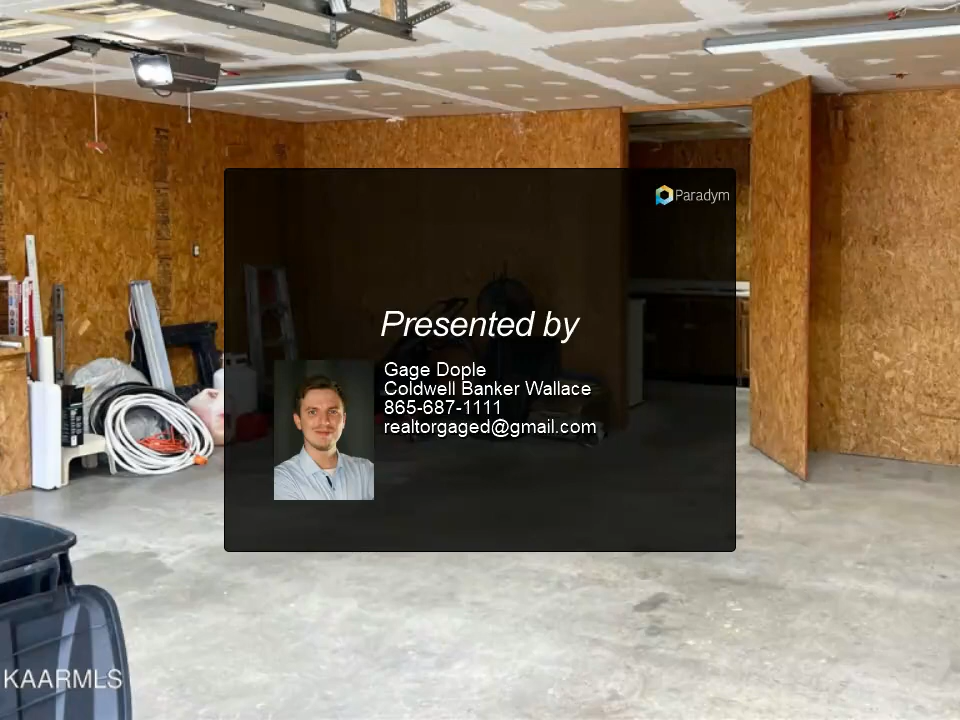 Paradym
Presented by
Gage Dople
Coldwell Banker Wallace
865-687-1111
realtorgaged@gmail.com
KAARMLS